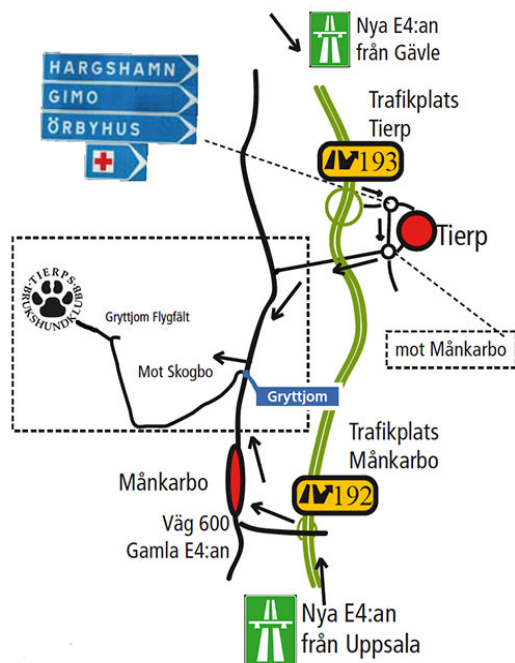 Nya E4:an
från Gävle
HARGSHAMN
GIMO
ÖRBYHUS
Trafikplats
Tierp
193
Tierp
TIERPS-
BRUKSHUNDKLUBB
Gryttjom Flygfält
mot Månkarbo
Mot Skogbo
Gryttjom
Trafikplats
Månkarbo
Månkarbo
192
Väg 600
Gamla E4:an
Nya E4:an
från Uppsala